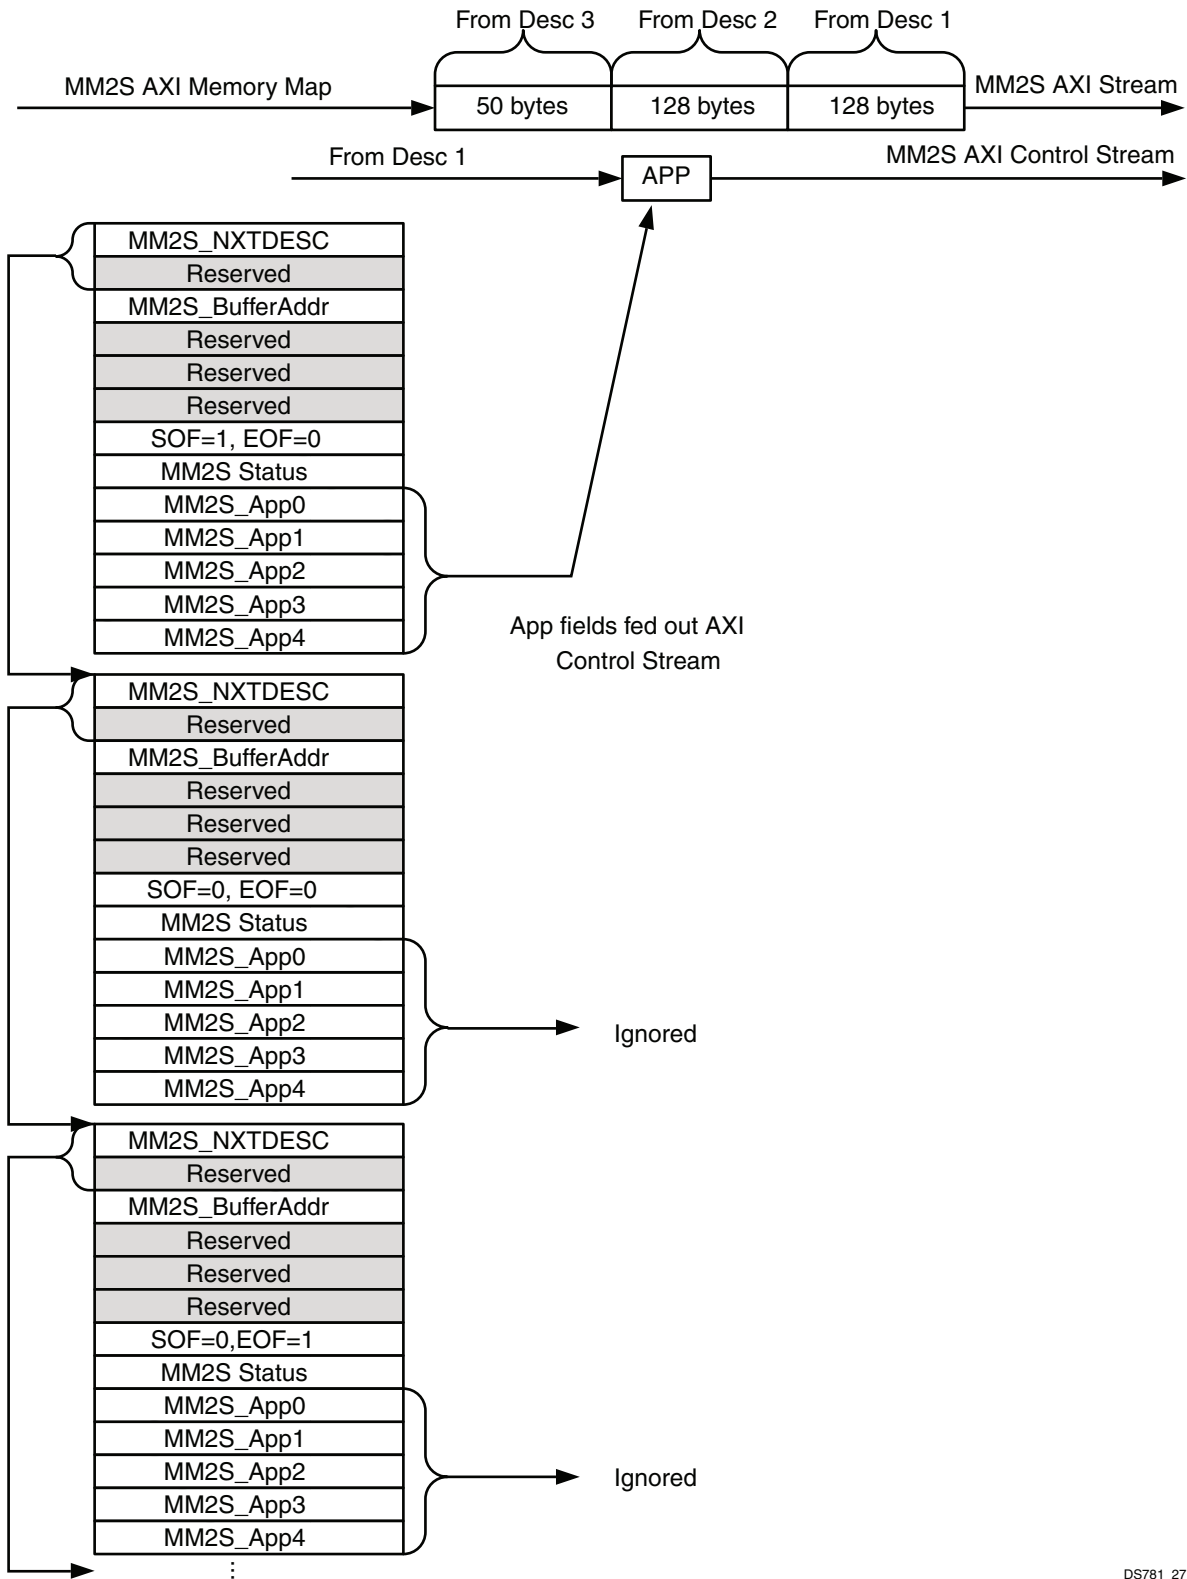 From Desc 3 From Desc 2 From Desc 1
MM2S AXI Memory Map 50 bytes 128 bytes 128 bytes MM2S AXI Stream
From Desc 1 APP MM2S AXI Control Stream
MM2S_NXTDESC
Reserved
MM2S_BufferAddr
Reserved
Reserved
Reserved
SOF=1, EOF=0
MM2S Status
MM2S_App0
MM2S_App1
MM2S_App2
MM2S_App3
MM2S_App4
App fields fed out AXI
Control Stream
MM2S_NXTDESC
Reserved
MM2S_BufferAddr
Reserved
Reserved
Reserved
SOF=0, EOF=0
MM2S Status
MM2S_App0
MM2S_App1
MM2S_App2
MM2S_App3
MM2S_App4
Ignored
MM2S_NXTDESC
Reserved
MM2S_BufferAddr
Reserved
Reserved
Reserved
SOF=0,EOF=1
MM2S Status
MM2S_App0
MM2S_App1
MM2S_App2
MM2S_App3
MM2S_App4
Ignored
...
DS781_27